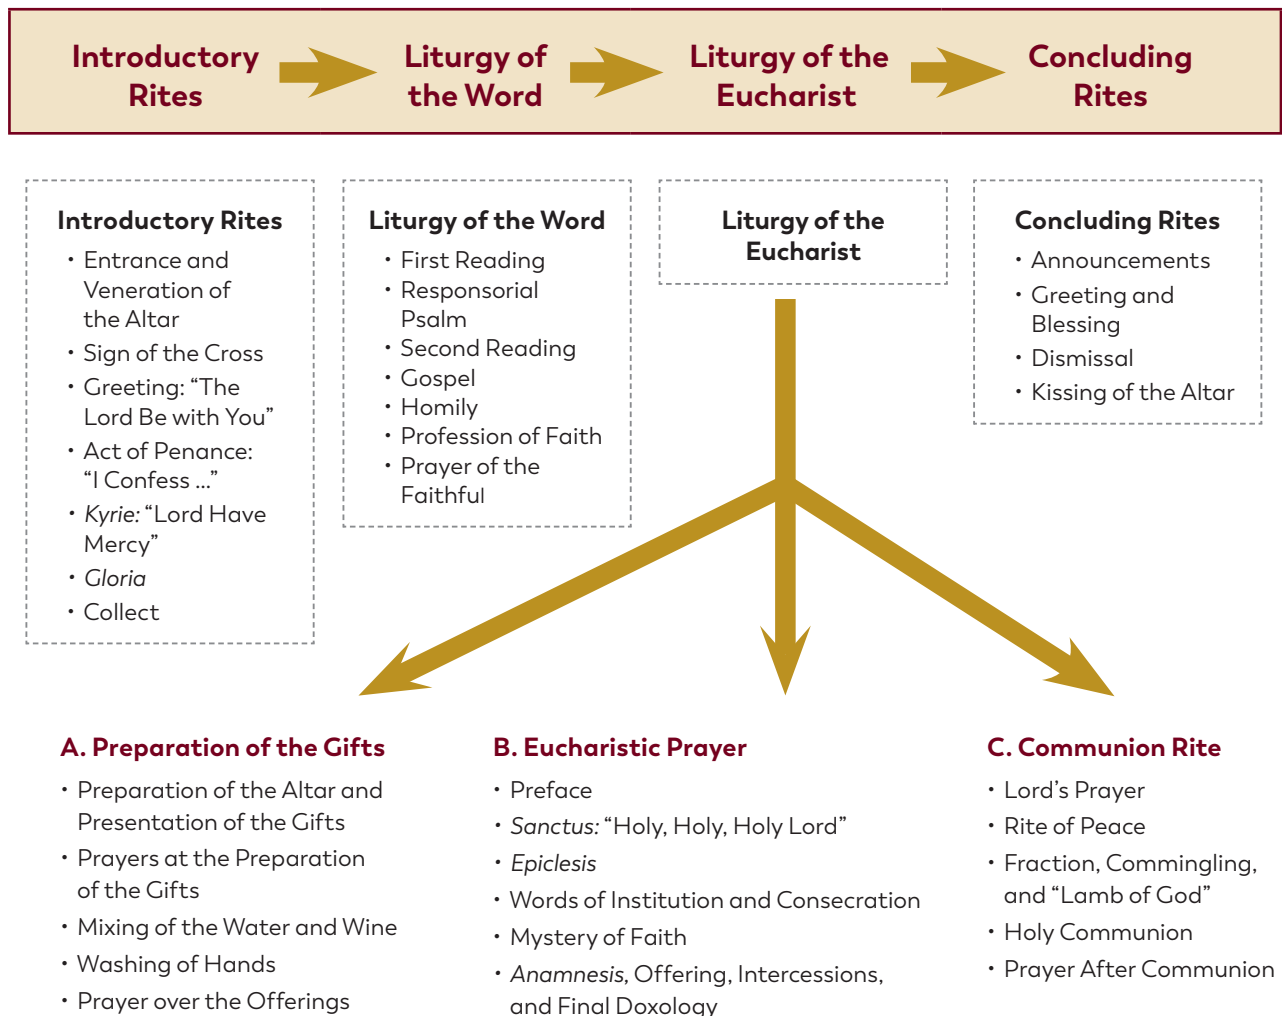 Introductory
Rites
Liturgy of
the Word
Liturgy of the
Eucharist
Concluding
Rites
Introductory Rites
• Entrance and
Veneration of
the Altar
• Sign of the Cross
• Greeting: “The
Lord Be with You”
• Act of Penance:
“I Confess ...”
• Kyrie: “Lord Have
Mercy”
• Gloria
• Collect
Liturgy of the Word
• First Reading
• Responsorial
Psalm
• Second Reading
• Gospel
• Homily
• Profession of Faith
• Prayer of the
Faithful
Liturgy of the
Eucharist
Concluding Rites
• Announcements
• Greeting and
Blessing
• Dismissal
• Kissing of the Altar
A. Preparation of the Gifts
• Preparation of the Altar and
Presentation of the Gifts
• Prayers at the Preparation
of the Gifts
• Mixing of the Water and Wine
• Washing of Hands
• Prayer over the Offerings
B. Eucharistic Prayer
• Preface
• Sanctus: “Holy, Holy, Holy Lord”
• Epiclesis
• Words of Institution and Consecration
• Mystery of Faith
• Anamnesis, Offering, Intercessions,
and Final Doxology
C. Communion Rite
• Lord’s Prayer
• Rite of Peace
• Fraction, Commingling,
and “Lamb of God”
• Holy Communion
• Prayer After Communion